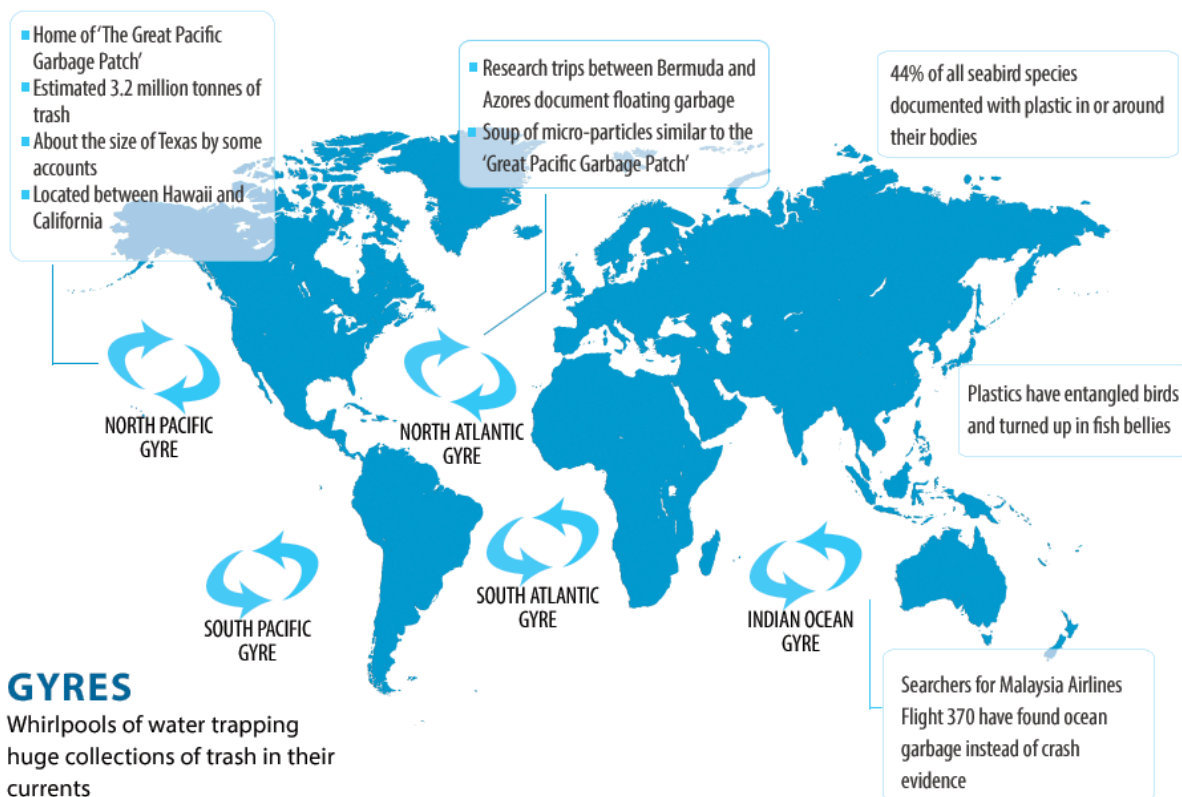 Home of 'The Great Pacific
Garbage Patch'
Estimated 3.2 million tonnes of
trash
About the size of Texas by some
accounts
Located between Hawaii and
California
Research trips between Bermuda and
Azores document floating garbage
Soup of micro-particles similar to the
'Great Pacific Garbage Patch'
44% of all seabird species
documented with plastic in or around
their bodies
Plastics have entangled birds
and turned up in fish bellies
NORTH PACIFIC
GYRE
NORTH ATLANTIC
GYRE
SOUTH PACIFIC
GYRE
SOUTH ATLANTIC
GYRE
INDIAN OCEAN
GYRE
GYRES
Whirlpools of water trapping
huge collections of trash in their
currents
Searchers for Malaysia Airlines
Flight 370 have found ocean
garbage instead of crash
evidence